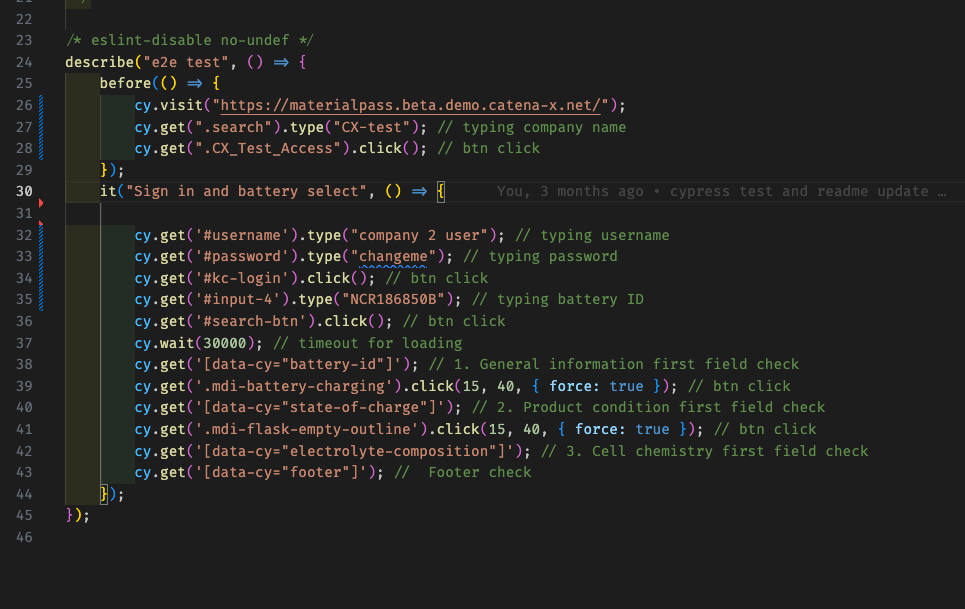 22
23 /* eslint-disable no-undef */
24 describe("e2e test", () => {
25 before(() => {
26 cy.visit("https://materialpass.beta.demo.catena-x.net/");
27 cy.get(".search").type("CX-test"); // typing company name
28 cy.get(".CX_Test_Access").click(); // btn click
29 });
30 it("Sign in and battery select", () => { You, 3 months ago • cypress test and readme update …
31
32 cy.get('#username').type("company 2 user"); // typing username
33 cy.get('#password').type("changeme"); // typing password
34 cy.get('#kc-login').click(); // btn click
35 cy.get('#input-4').type("NCR186850B"); // typing battery ID
36 cy.get('#search-btn').click(); // btn click
37 cy.wait(30000); // timeout for loading
38 cy.get('[data-cy="battery-id"]'); // 1. General information first field check
39 cy.get('.mdi-battery-charging').click(15, 40, { force: true }); // btn click
40 cy.get('[data-cy="state-of-charge"]'); // 2. Product condition first field check
41 cy.get('.mdi-flask-empty-outline').click(15, 40, { force: true }); // btn click
42 cy.get('[data-cy="electrolyte-composition"]'); // 3. Cell chemistry first field check
43 cy.get('[data-cy="footer"]'); //  Footer check
44 });
45 });
46